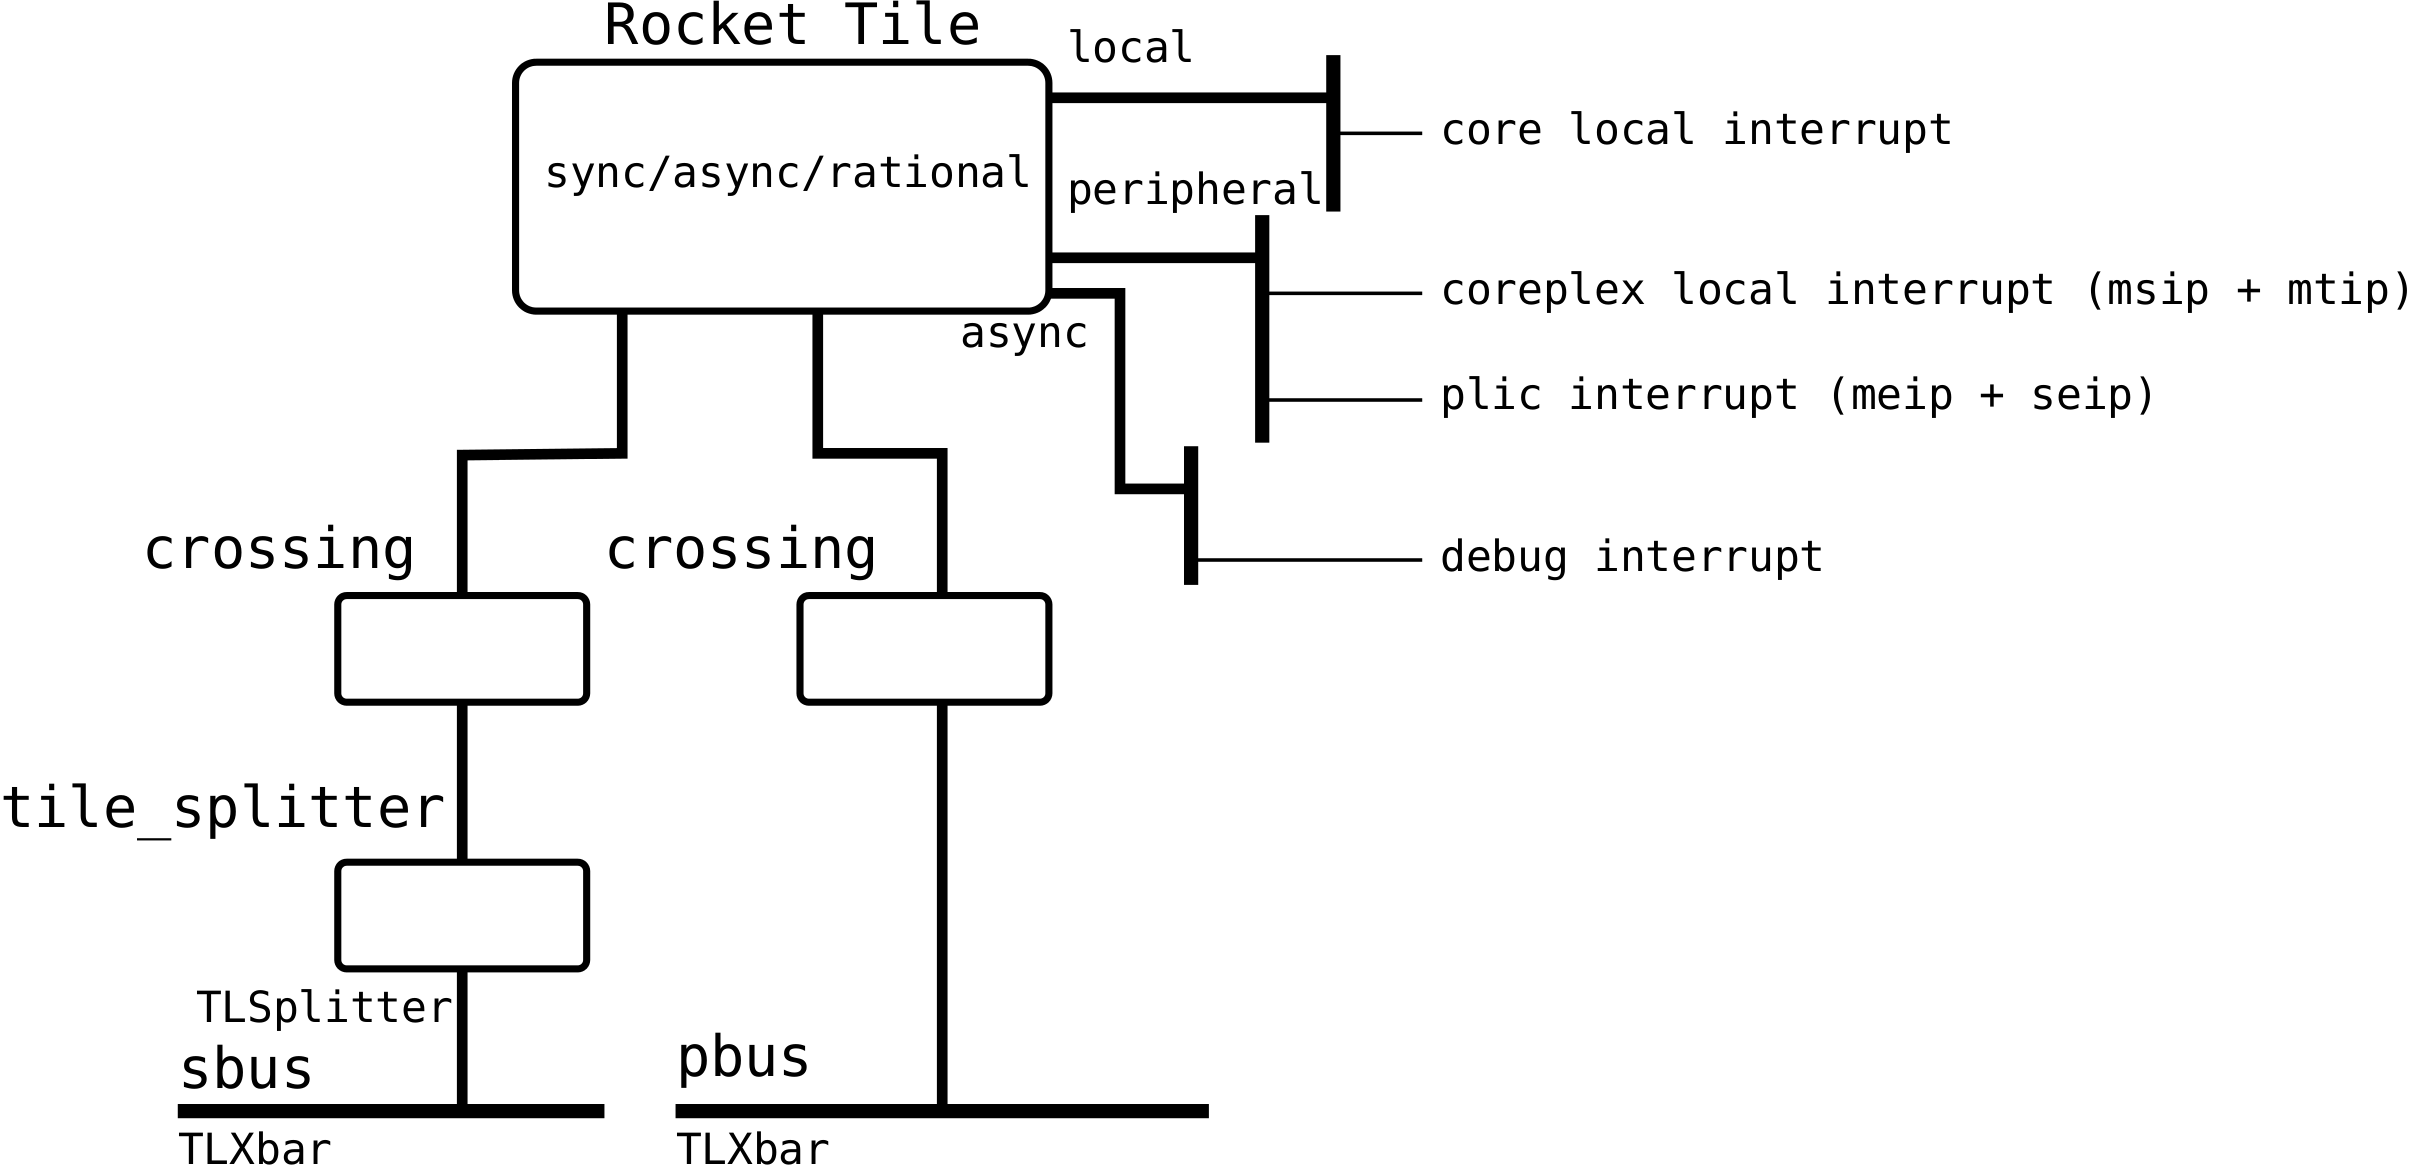 Rocket Tile
local
core local interrupt
sync/async/rational
peripheral
coreplex local interrupt (msip + mtip)
async
plic interrupt (meip + seip)
crossing
crossing
debug interrupt
tile_splitter
TLSplitter
sbus
pbus
TLXbar
TLXbar